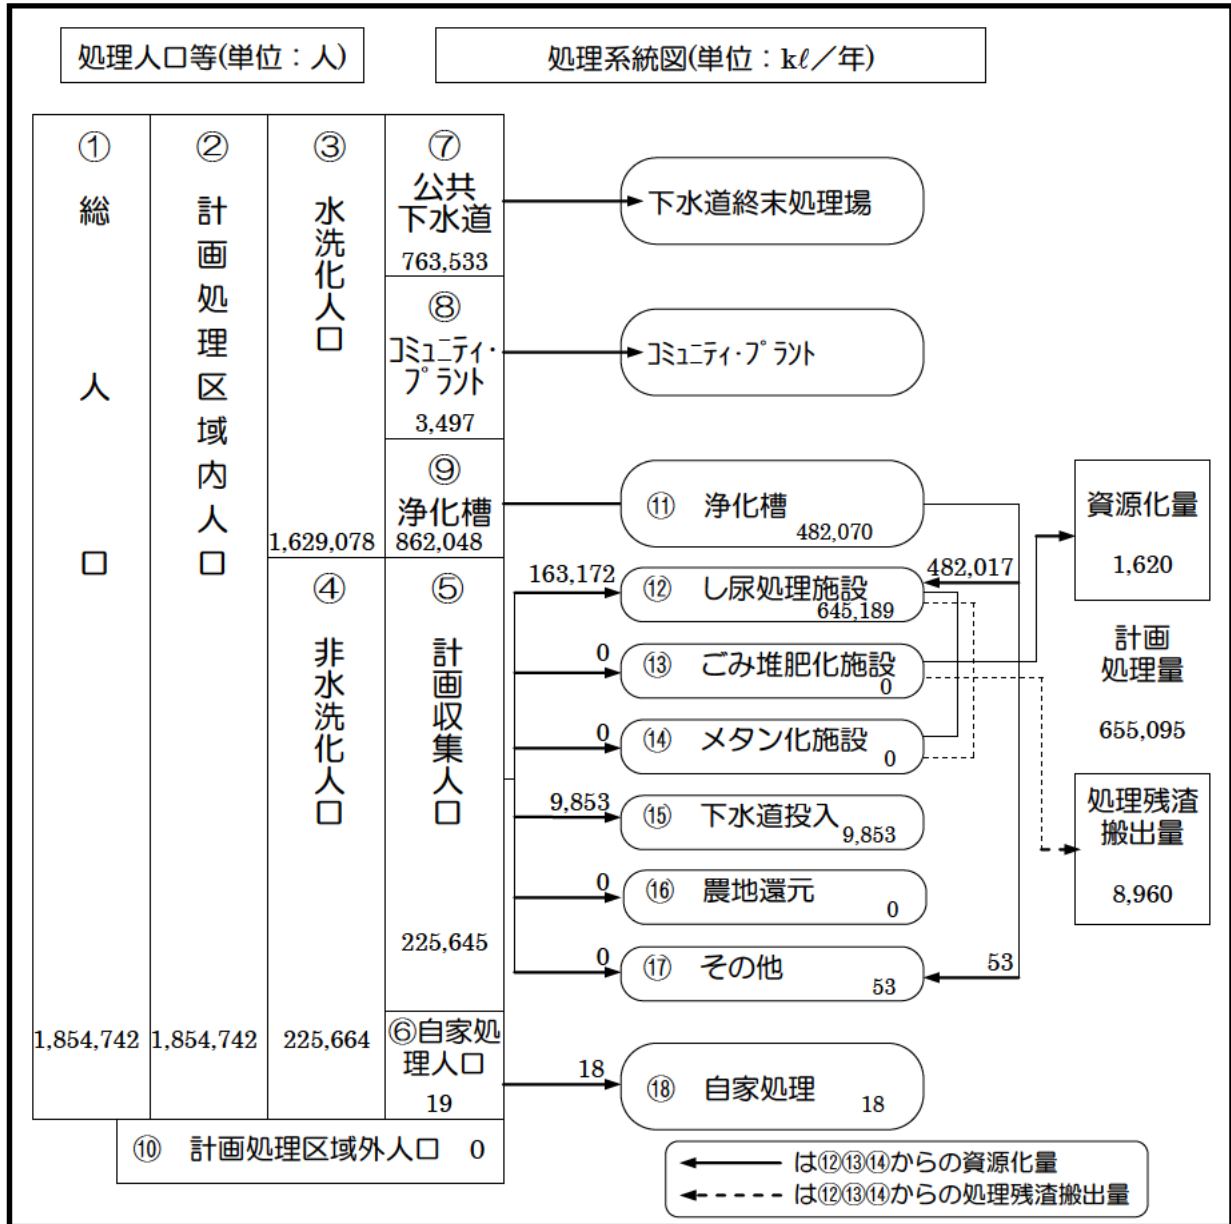 処理人口等(単位：人)
処理系統図(単位：kℓ／年)
①
総人口
1,854,742
②
計画処理区域内人口
1,854,742
③
水洗化人口
1,629,078
④
非水洗化人口
225,664
⑦
公共
下水道
763,533
⑧
コミュニティ・
プラント
3,497
⑨
浄化槽
862,048
⑤
計画収集人口
225,645
⑥自家処
理人口
19
⑩ 計画処理区域外人口 0
下水道終末処理場
コミュニティ・プラント
⑪ 浄化槽
482,070
163,172
⑫ し尿処理施設
645,189
482,017
0
⑬ ごみ堆肥化施設
0
0
⑭ メタン化施設
0
9,853
⑮ 下水道投入
9,853
0
⑯ 農地還元
0
0
⑰ その他
53
53
18
⑱ 自家処理
18
資源化量
1,620
計画
処理量
655,095
処理残渣
搬出量
8,960
は⑫⑬⑭からの資源化量
は⑫⑬⑭からの処理残渣搬出量